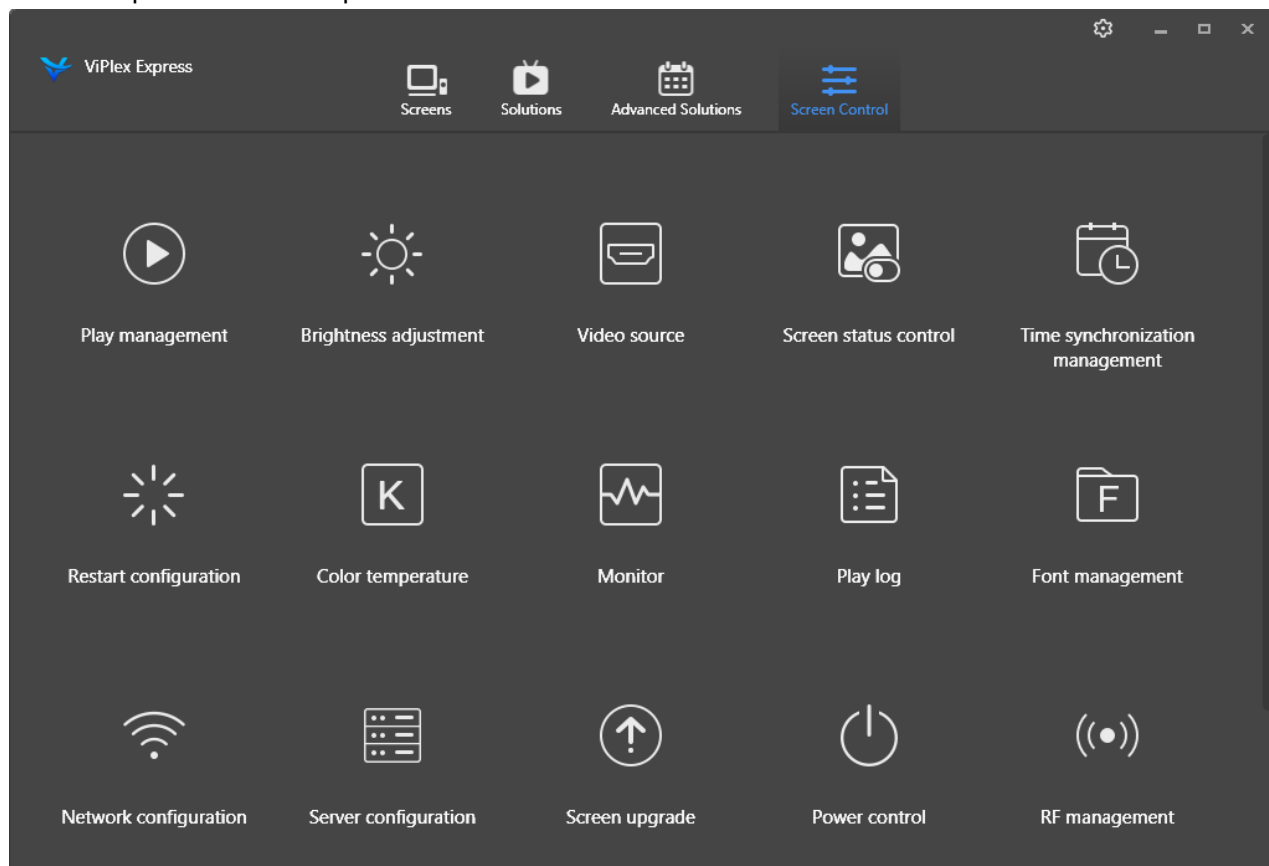 ViPlex Express
Screens
Solutions
Advanced Solutions
Screen Control
Play management
Brightness adjustment
Video source
Screen status control
Time synchronization
management
Restart configuration
K
Color temperature
Monitor
Play log
F
Font management
Network configuration
Server configuration
Screen upgrade
Power control
RF management